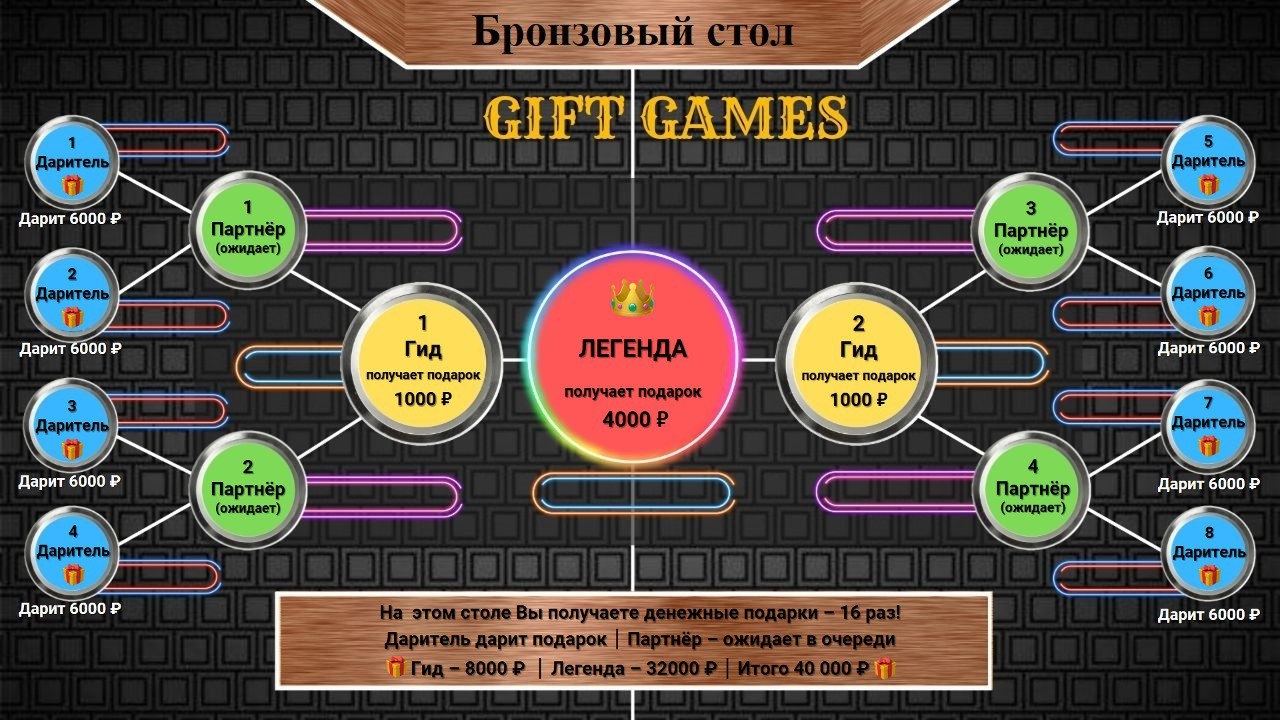 Бронзовый стол
GIFT GAMES
1
Даритель
Дарит 6000 ₽
2
Даритель
Дарит 6000 ₽
3
Даритель
Дарит 6000 ₽
4
Даритель
Дарит 6000 ₽
1
Партнёр
(ожидает)
2
Партнёр
(ожидает)
1
Гид
получает подарок
1000 ₽
ЛЕГЕНДА
получает подарок
4000 ₽
2
Гид
получает подарок
1000 ₽
3
Партнёр
(ожидает)
4
Партнёр
(ожидает)
5
Даритель
Дарит 6000 ₽
6
Даритель
Дарит 6000 ₽
7
Даритель
Дарит 6000 ₽
8
Даритель
Дарит 6000 ₽
На этом столе Вы получаете денежные подарки – 16 раз!
Даритель дарит подарок | Партнёр – ожидает в очереди
Гид – 8000 ₽ | Легенда – 32000 ₽ | Итого 40 000 ₽